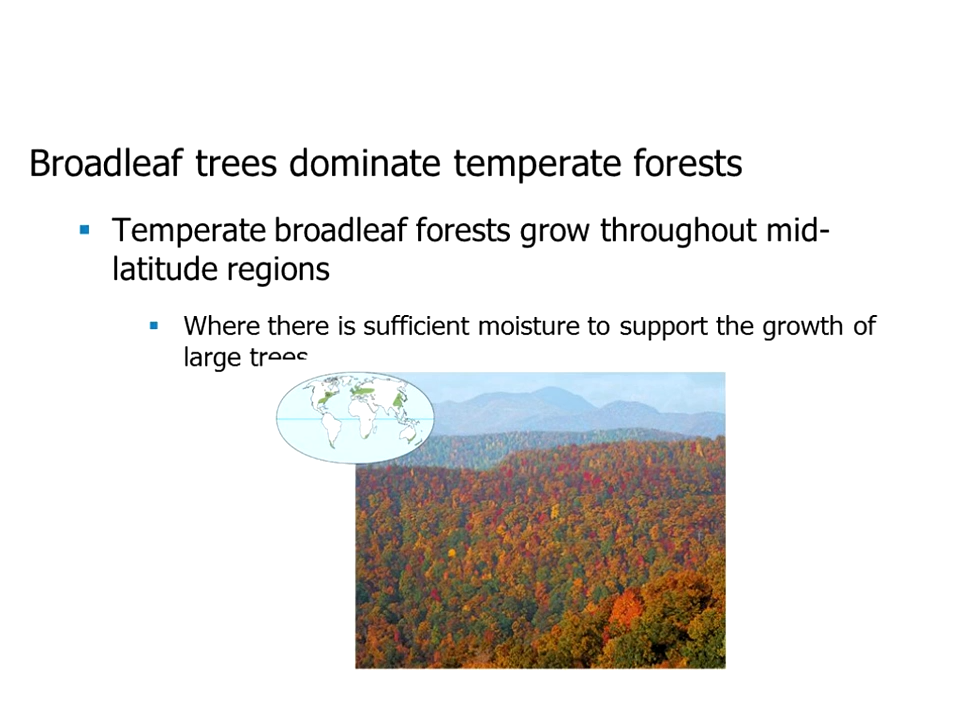 Broadleaf trees dominate temperate forests
Temperate broadleaf forests grow throughout mid-
latitude regions
Where there is sufficient moisture to support the growth of
large trees